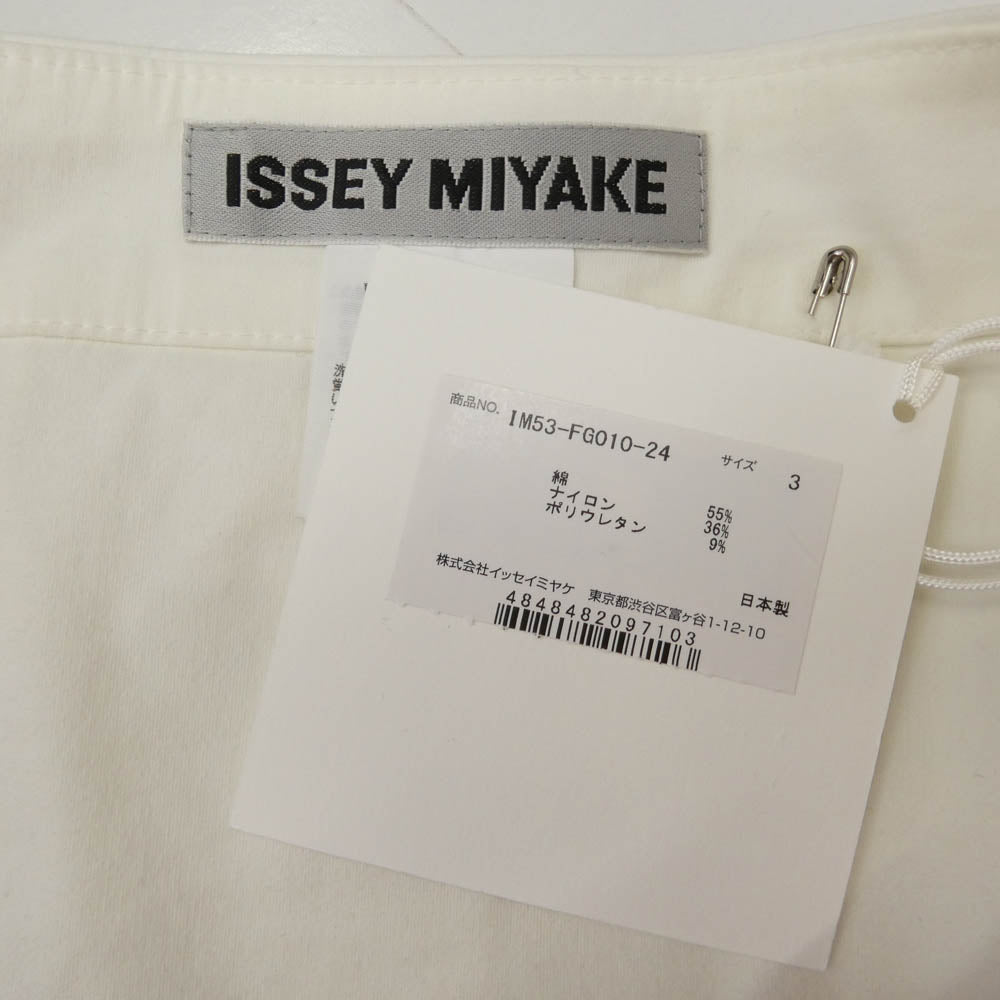 ISSEY MIYAKE
商品NO. IM53-FG010-24 サイズ 3
綿 55%
ナイロン 36%
ポリウレタン 9%
日本製
株式会社イッセイミヤケ 東京都渋谷区富ヶ谷1-12-10
4848482097103